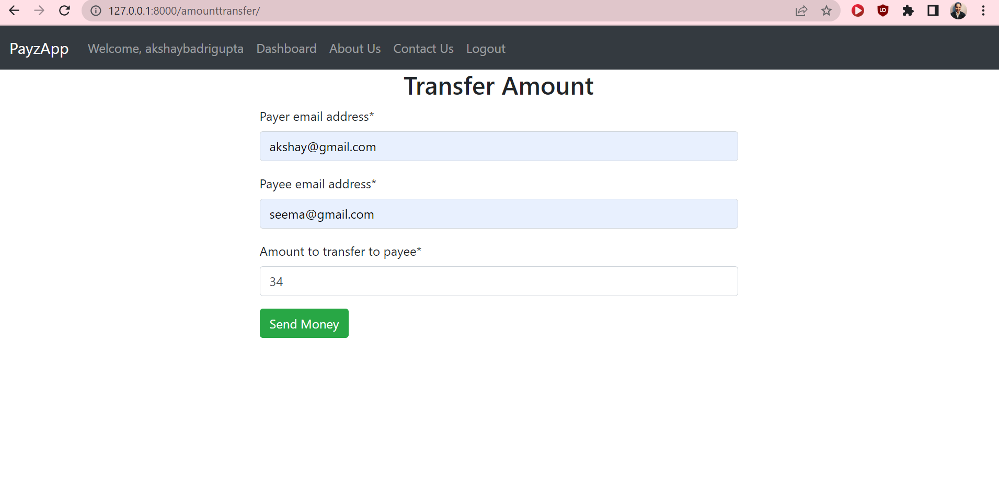 127.0.0.1:8000/amounttransfer/
PayzApp Welcome, akshaybadrigupta Dashboard About Us Contact Us Logout
Transfer Amount
Payer email address*
akshay@gmail.com
Payee email address*
seema@gmail.com
Amount to transfer to payee*
34
Send Money